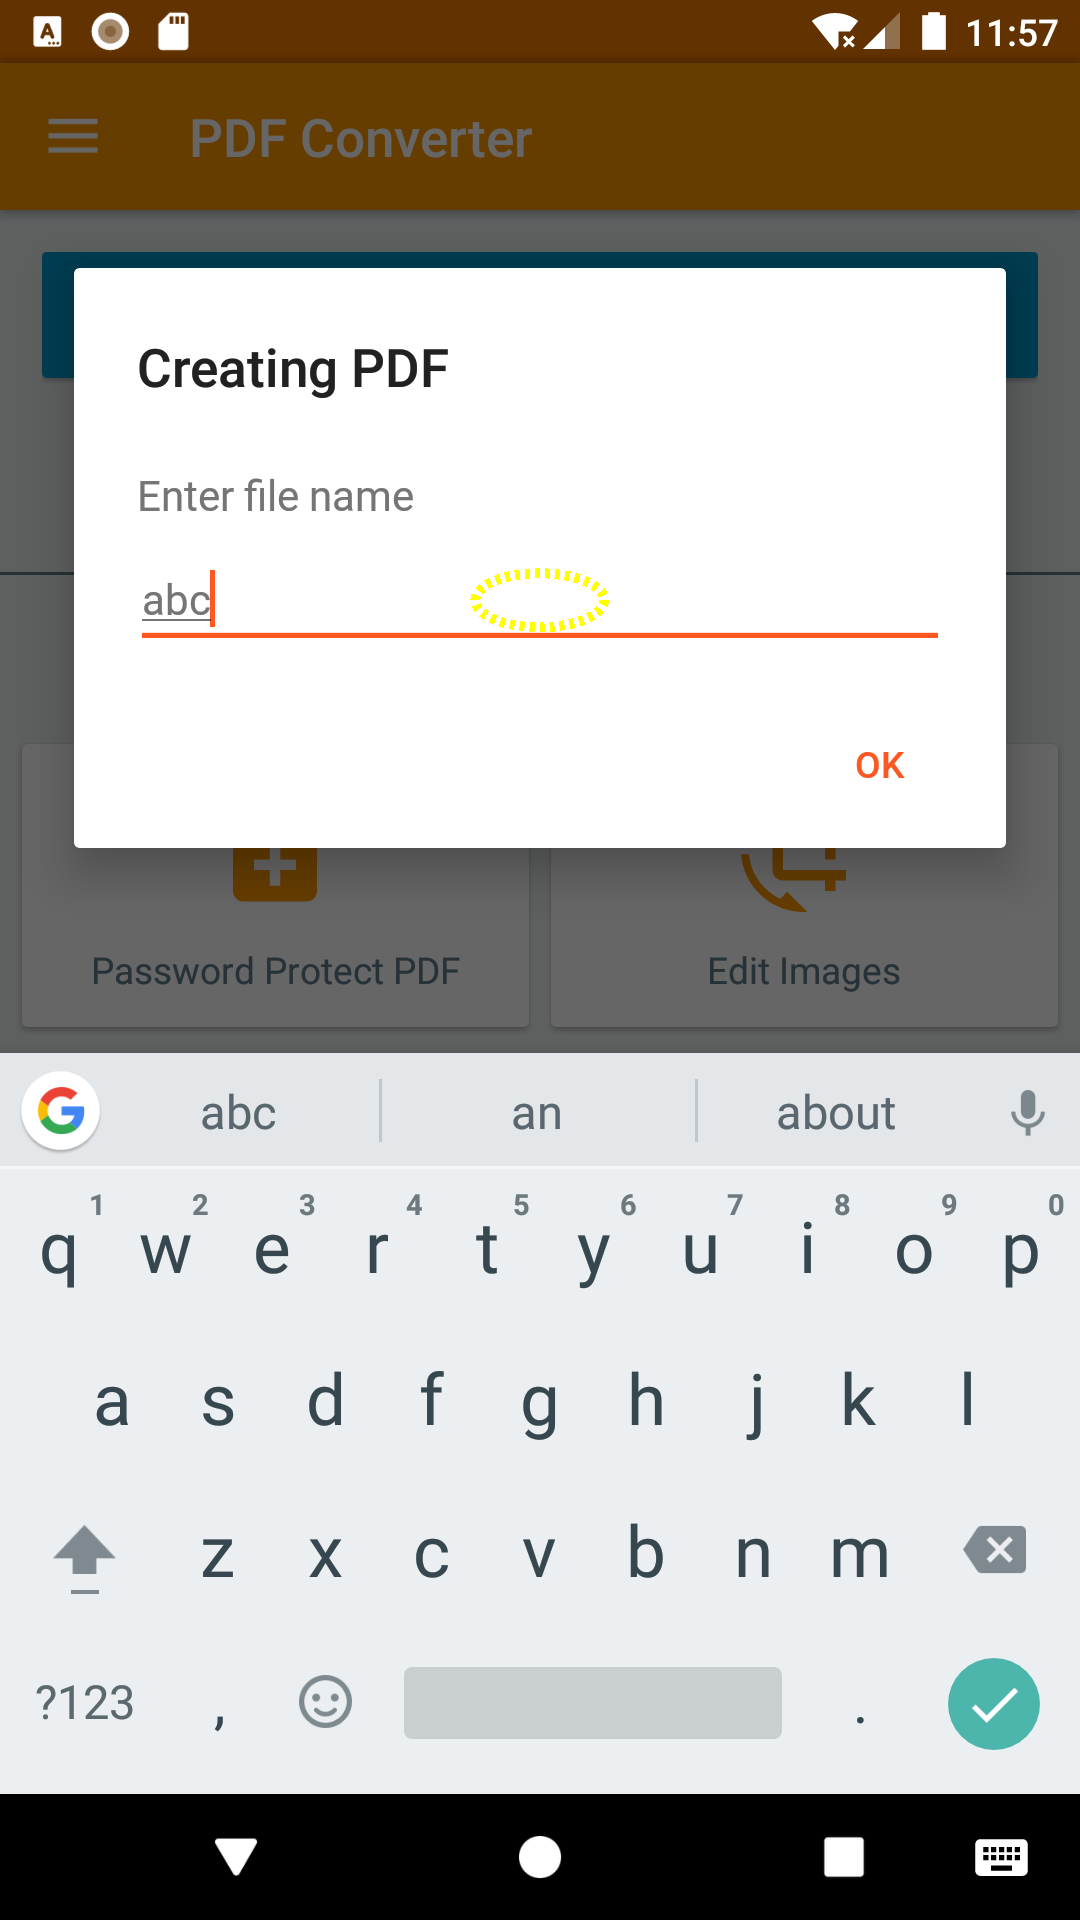 11:57
PDF Converter
Creating PDF
Enter file name
abc
OK
Password Protect PDF
Edit Images
abc an about
1 2 3 4 5 6 7 8 9 0
q w e r t y u i o p
a s d f g h j k l
z x c v b n m
?123 , .